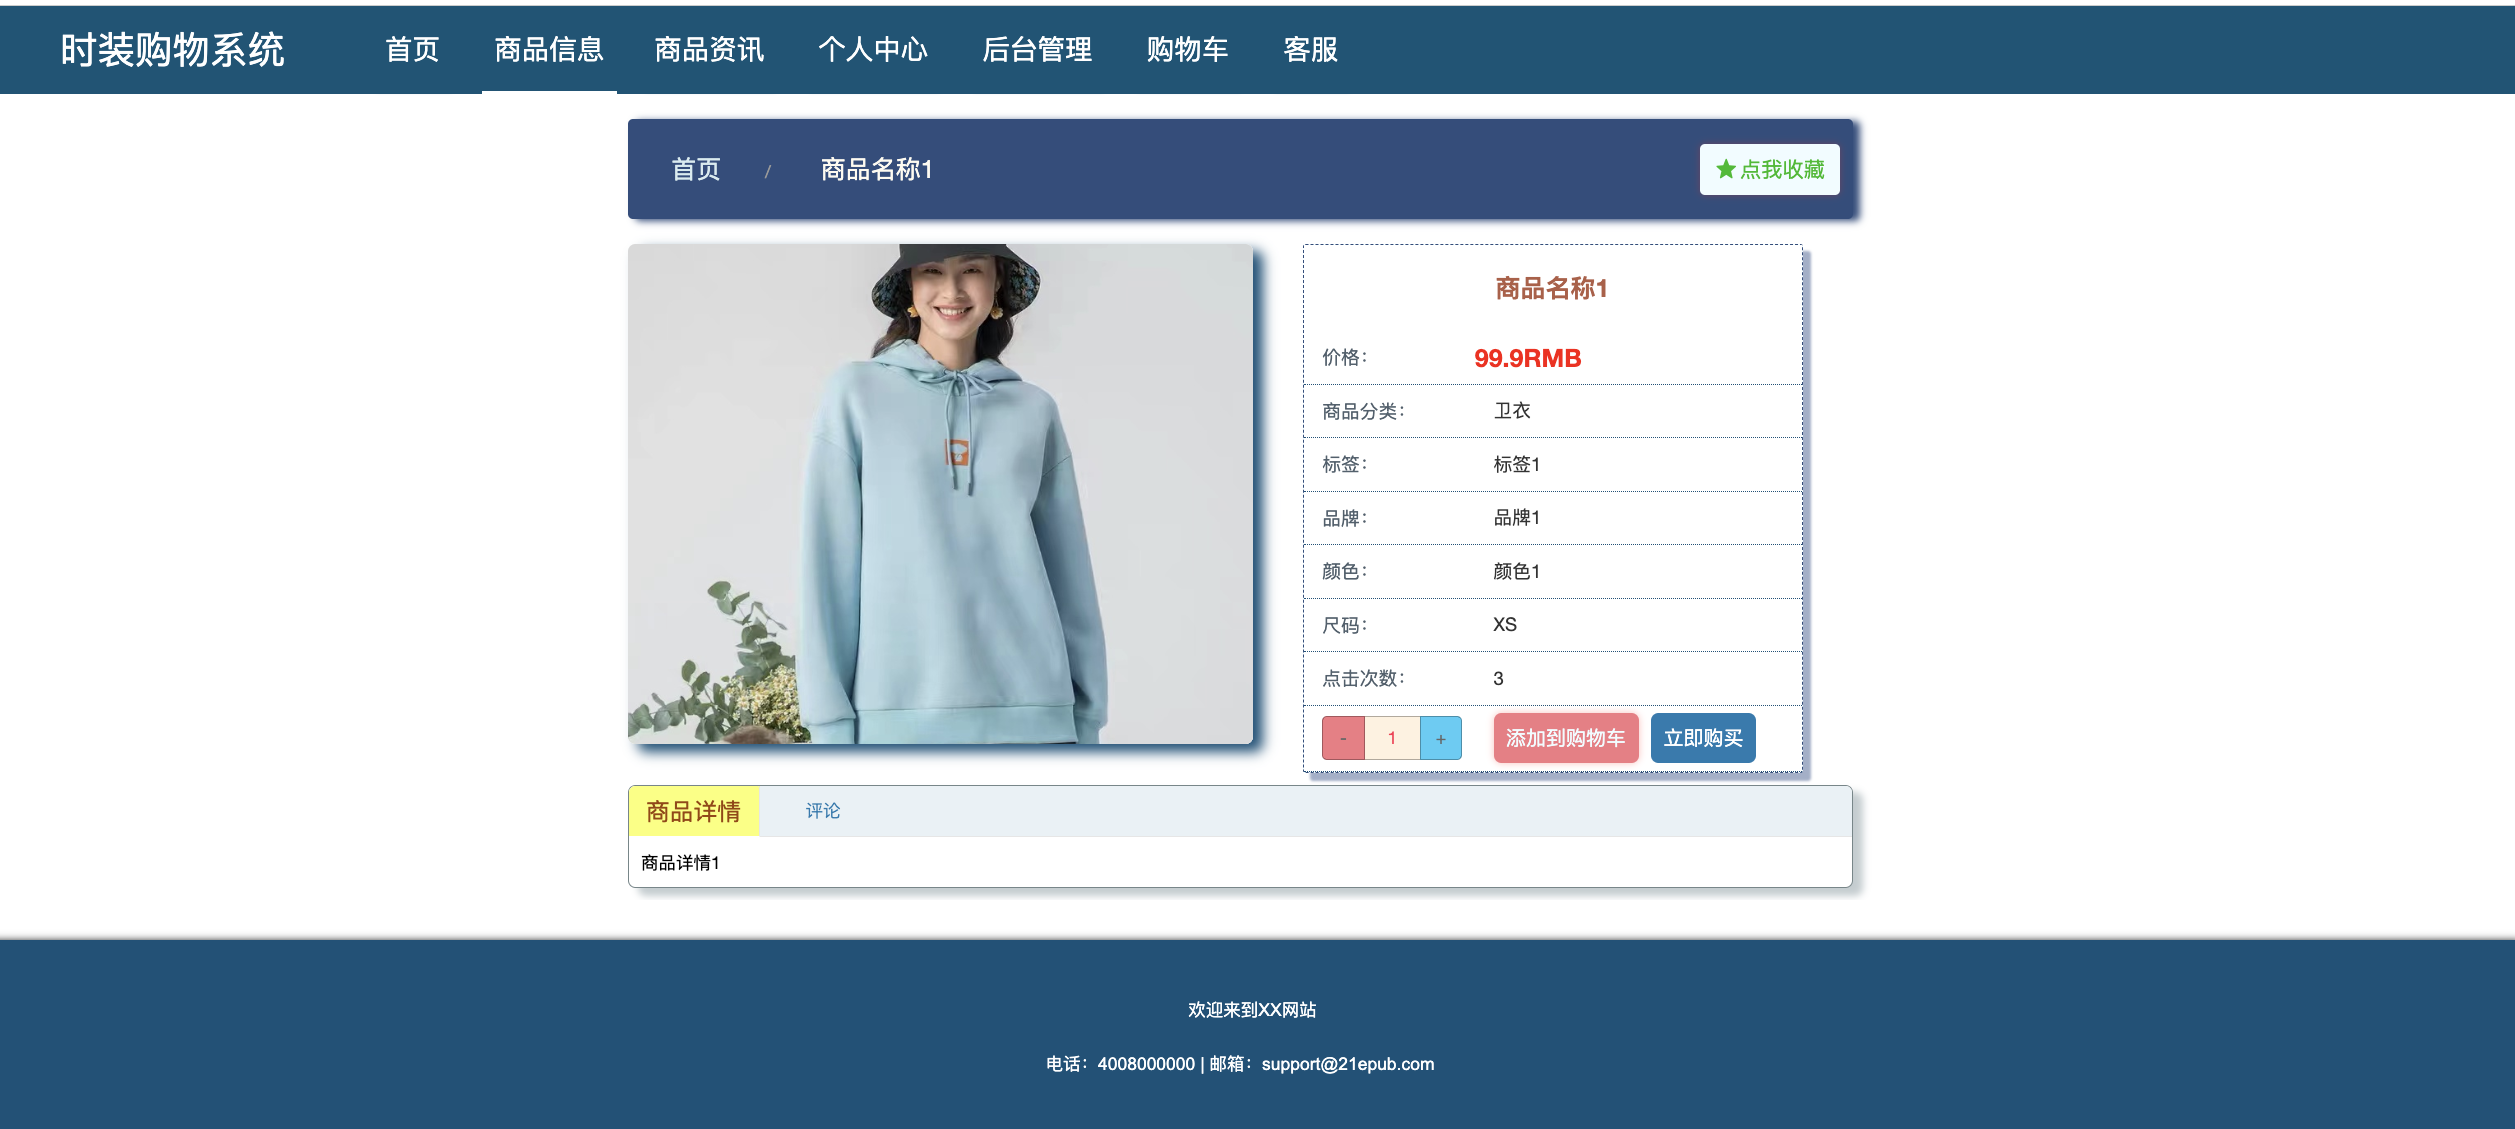 时装购物系统 首页 商品信息 商品资讯 个人中心 后台管理 购物车 客服
首页 / 商品名称1 ★点我收藏
商品名称1
价格： 99.9RMB
商品分类： 卫衣
标签： 标签1
品牌： 品牌1
颜色： 颜色1
尺码： XS
点击次数： 3
- 1 + 添加到购物车 立即购买
商品详情 评论
商品详情1
欢迎来到XX网站
电话：4008000000 | 邮箱：support@21epub.com